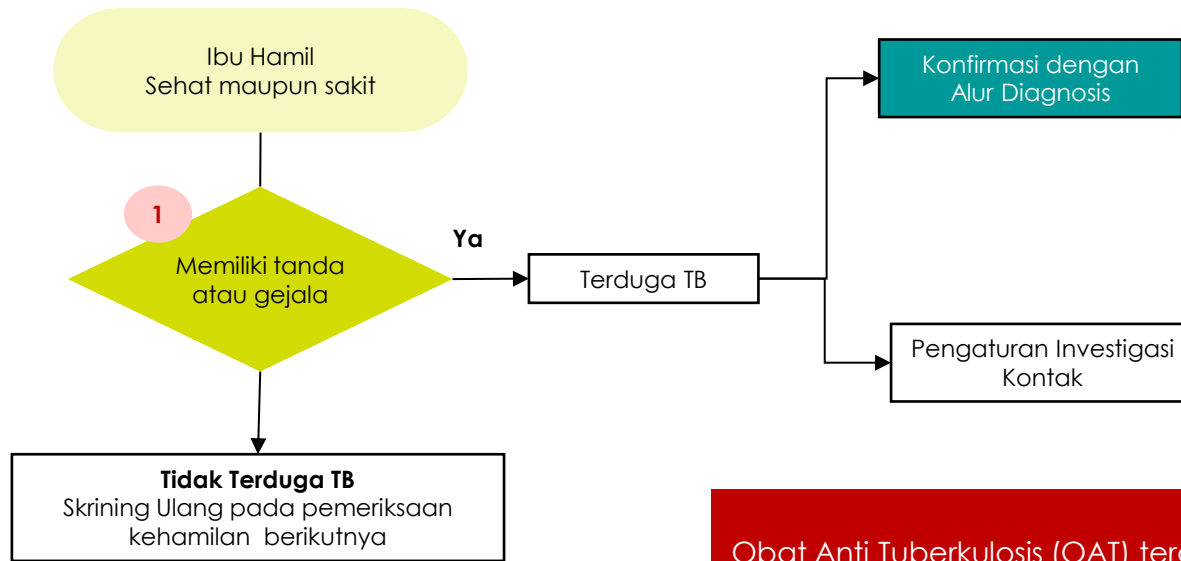 Ibu Hamil
Sehat maupun sakit
1
Memiliki tanda
atau gejala
Ya
Terduga TB
Konfirmasi dengan
Alur Diagnosis
Pengaturan Investigasi
Kontak
Tidak Terduga TB
Skrining Ulang pada pemeriksaan
kehamilan berikutnya
Obat Anti Tuberkulosis (OAT)